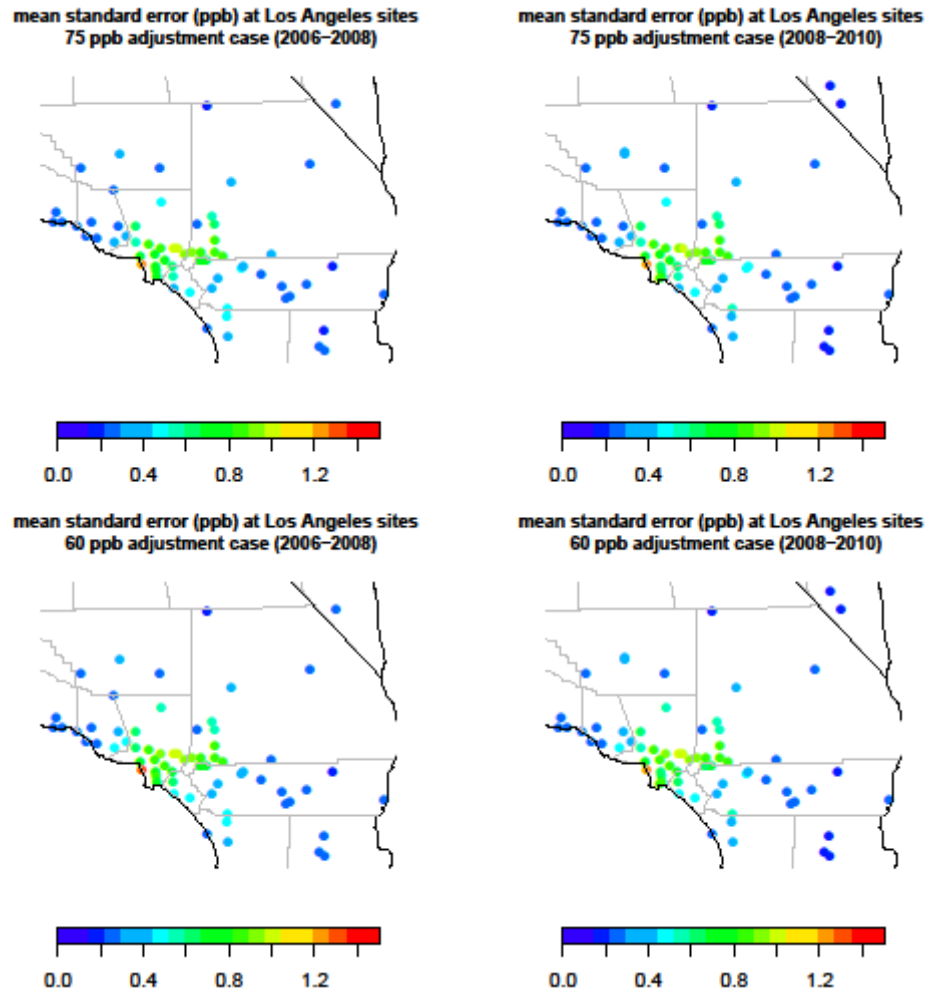 mean standard error (ppb) at Los Angeles sites
75 ppb adjustment case (2006−2008)
0.0 0.4 0.8 1.2
mean standard error (ppb) at Los Angeles sites
75 ppb adjustment case (2008−2010)
0.0 0.4 0.8 1.2
mean standard error (ppb) at Los Angeles sites
60 ppb adjustment case (2006−2008)
0.0 0.4 0.8 1.2
mean standard error (ppb) at Los Angeles sites
60 ppb adjustment case (2008−2010)
0.0 0.4 0.8 1.2